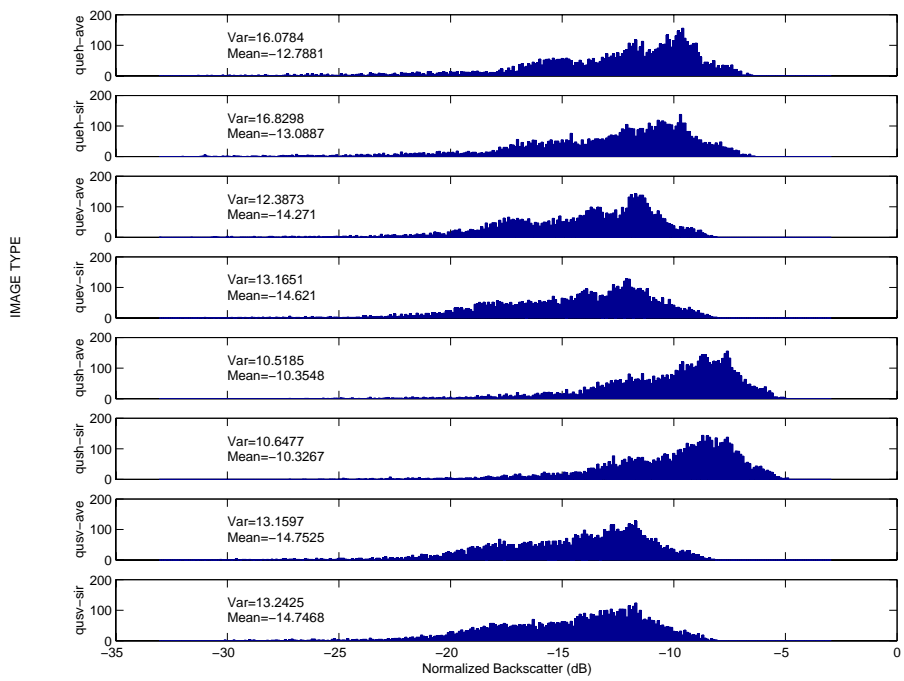 IMAGE TYPE
queh−ave
200
100
0
Var=16.0784
Mean=−12.7881
queh−sir
200
100
0
Var=16.8298
Mean=−13.0887
quev−ave
200
100
0
Var=12.3873
Mean=−14.271
quev−sir
200
100
0
Var=13.1651
Mean=−14.621
qush−ave
200
100
0
Var=10.5185
Mean=−10.3548
qush−sir
200
100
0
Var=10.6477
Mean=−10.3267
qusv−ave
200
100
0
Var=13.1597
Mean=−14.7525
qusv−sir
200
100
0
Var=13.2425
Mean=−14.7468
−35 −30 −25 −20 −15 −10 −5 0
Normalized Backscatter (dB)